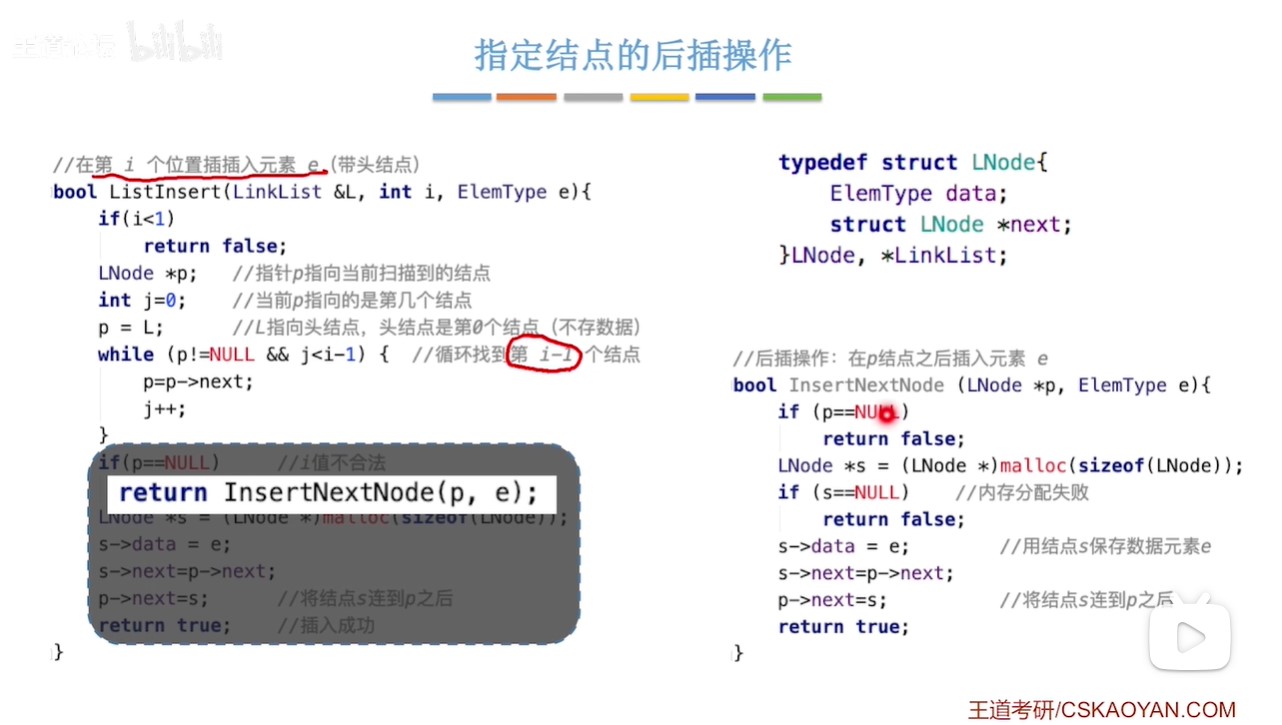 王道论坛 bilibili
指定结点的后插操作
//在第 i 个位置插插入元素 e (带头结点)
bool ListInsert(LinkList &L, int i, ElemType e){
if(i<1)
return false;
LNode *p; //指针p指向当前扫描到的结点
int j=0; //当前p指向的是第几个结点
p = L; //L指向头结点，头结点是第0个结点（不存数据）
while (p!=NULL && j<i-1) { //循环找到第 i-1 个结点
p=p->next;
j++;
}
if(p==NULL) //i值不合法
return InsertNextNode(p, e);
LNode *s = (LNode *)malloc(sizeof(LNode));
s->data = e;
s->next=p->next;
p->next=s; //将结点s连到p之后
return true; //插入成功
}
typedef struct LNode{
ElemType data;
struct LNode *next;
}LNode, *LinkList;
//后插操作：在p结点之后插入元素 e
bool InsertNextNode (LNode *p, ElemType e){
if (p==NULL)
return false;
LNode *s = (LNode *)malloc(sizeof(LNode));
if (s==NULL) //内存分配失败
return false;
s->data = e; //用结点s保存数据元素e
s->next=p->next;
p->next=s; //将结点s连到p之后
return true;
}
王道考研/CSKAOYAN.COM